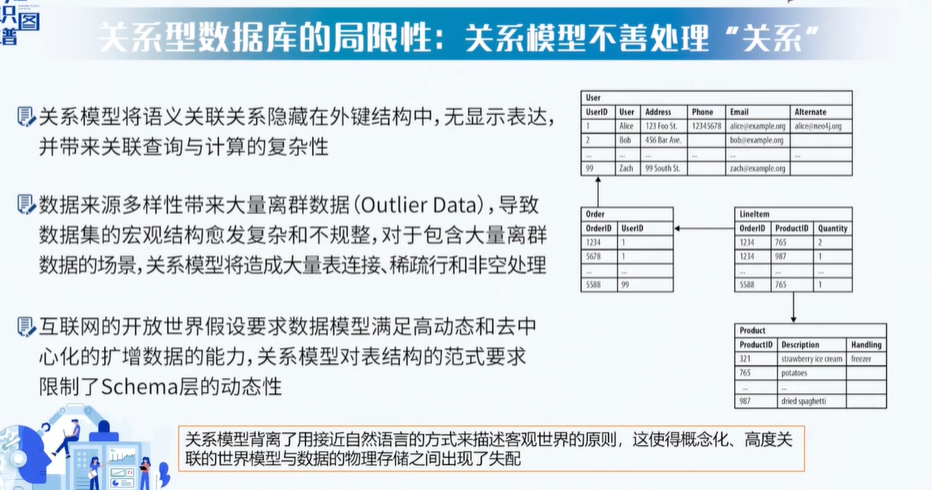 识图
谱
关系型数据库的局限性：关系模型不善处理“关系”
关系模型将语义关联关系隐藏在外键结构中，无显示表达，
并带来关联查询与计算的复杂性
数据来源多样性带来大量离群数据（Outlier Data），导致
数据集的宏观结构愈发复杂和不规整，对于包含大量离群
数据的场景，关系模型将造成大量表连接、稀疏行和非空处理
互联网的开放世界假设要求数据模型满足高动态和去中
心化的扩增数据的能力，关系模型对表结构的范式要求
限制了Schema层的动态性
User
UserID User Address Phone Email Alternate
1 Alice 123 Foo St. 12345678 alice@example.org alice@neo4j.org
2 Bob 456 Bar Ave. bob@example.org
... ... ... ...
99 Zach 99 South St. zach@example.org
Order
OrderID UserID
1234 1
5678 1
... ...
5588 99
LineItem
OrderID ProductID Quantity
1234 765 2
1234 987 1
... ...
5588 765 1
Product
ProductID Description Handling
321 strawberry ice cream freezer
765 potatoes
... ...
987 dried spaghetti
关系模型背离了用接近自然语言的方式来描述客观世界的原则，这使得概念化、高度关
联的世界模型与数据的物理存储之间出现了失配